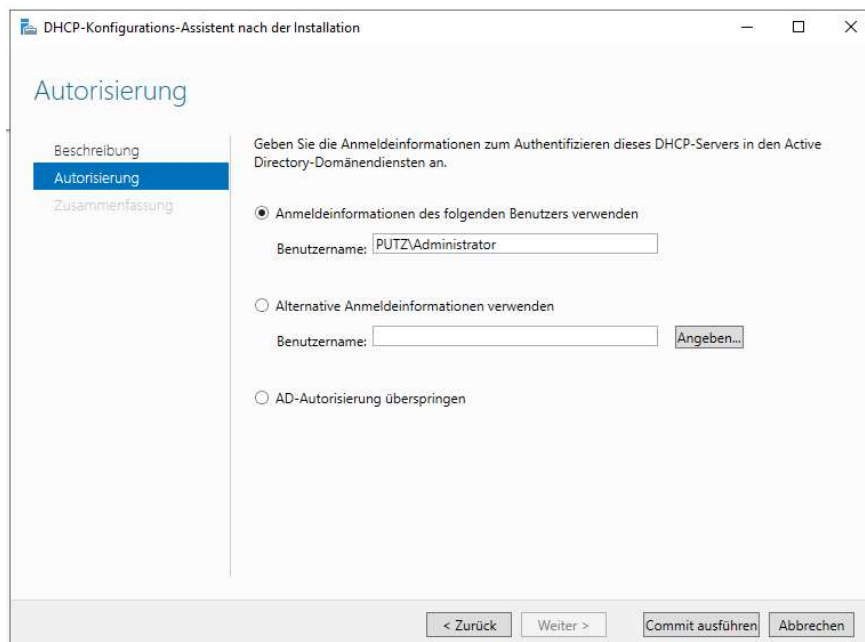 DHCP-Konfigurations-Assistent nach der Installation
Autorisierung
Beschreibung
Autorisierung
Zusammenfassung
Geben Sie die Anmeldeinformationen zum Authentifizieren dieses DHCP-Servers in den Active
Directory-Domänendiensten an.
Anmeldeinformationen des folgenden Benutzers verwenden
Benutzername: PUTZ\Administrator
Alternative Anmeldeinformationen verwenden
Benutzername: Angeben...
AD-Autorisierung überspringen
< Zurück Weiter > Commit ausführen Abbrechen